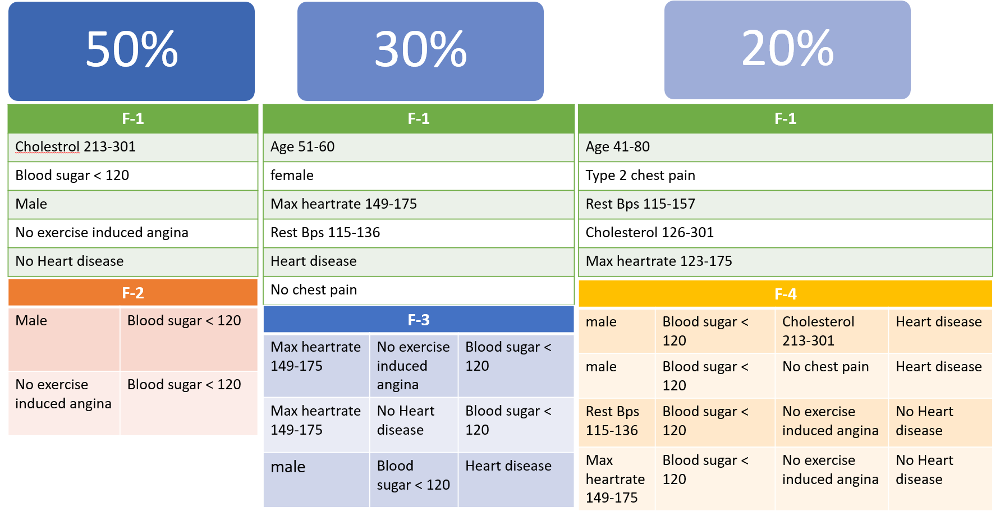 50%
30%
20%
F-1
Cholestrol 213-301
Blood sugar < 120
Male
No exercise induced angina
No Heart disease
F-2
Male
Blood sugar < 120
No exercise
induced angina
Blood sugar < 120
F-1
Age 51-60
female
Max heartrate 149-175
Rest Bps 115-136
Heart disease
No chest pain
F-3
Max heartrate
149-175
No exercise
induced
angina
Blood sugar <
120
Max heartrate
149-175
No Heart
disease
Blood sugar <
120
male
Blood
sugar < 120
Heart disease
F-1
Age 41-80
Type 2 chest pain
Rest Bps 115-157
Cholesterol 126-301
Max heartrate 123-175
F-4
male
Blood sugar <
120
Cholesterol
213-301
Heart disease
male
Blood sugar <
120
No chest pain
Heart disease
Rest Bps
115-136
Blood sugar <
120
No exercise
induced angina
No Heart
disease
Max
heartrate
149-175
Blood sugar <
120
No exercise
induced angina
No Heart
disease